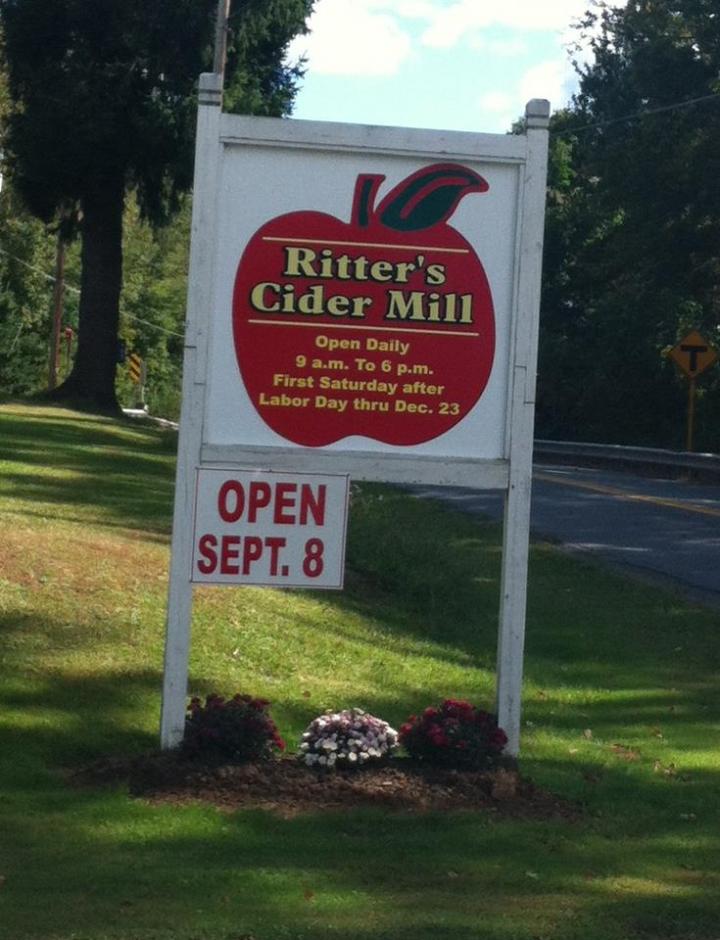 Ritter's
Cider Mill
Open Daily
9 a.m. To 6 p.m.
First Saturday after
Labor Day thru Dec. 23
OPEN
SEPT. 8